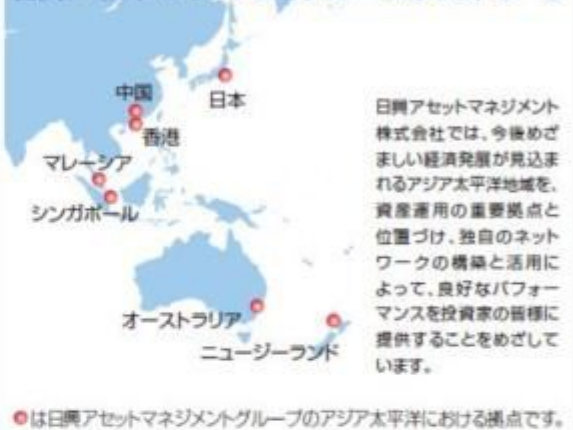 中国
日本
香港
マレーシア
シンガポール
オーストラリア
ニュージーランド
日興アセットマネジメント
株式会社では、今後めざ
ましい経済発展が見込ま
れるアジア太平洋地域を、
資産運用の重要拠点と
位置づけ、独自のネット
ワークの構築と活用に
よって、良好なパフォー
マンスを投資家の皆様に
提供することをめざして
います。
は日興アセットマネジメントグループのアジア太平洋における拠点です。